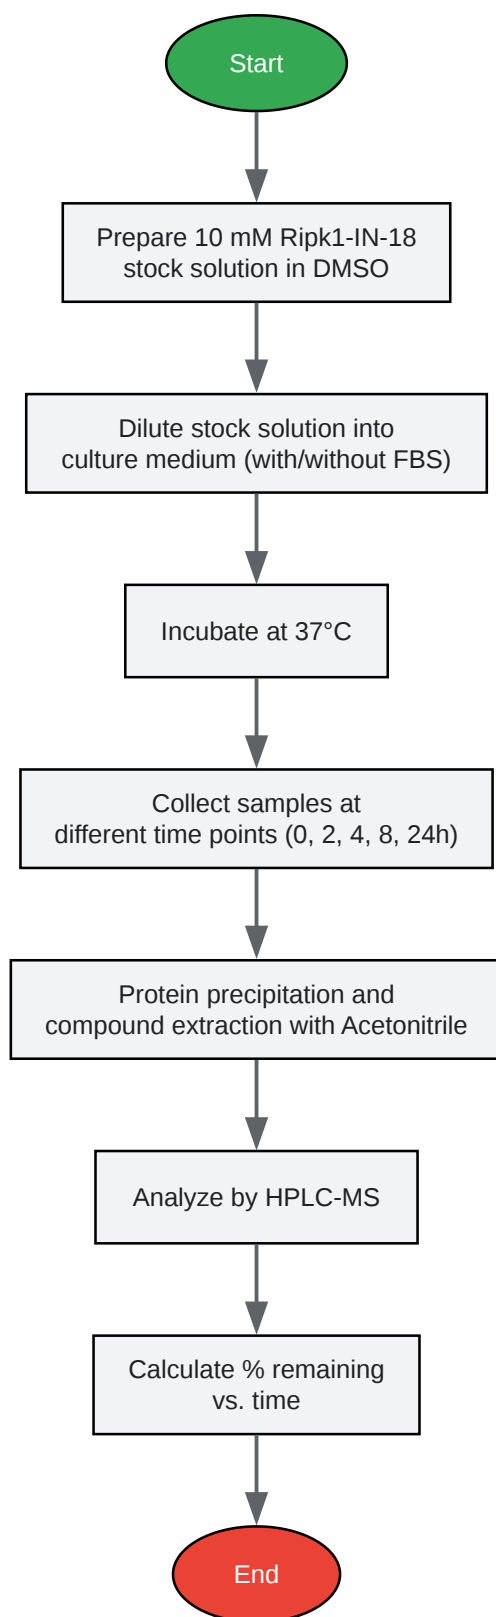 Start
Prepare 10 mM Ripk1-IN-18
stock solution in DMSO
Dilute stock solution into
culture medium (with/without FBS)
Incubate at 37°C
Collect samples at
different time points (0, 2, 4, 8, 24h)
Protein precipitation and
compound extraction with Acetonitrile
Analyze by HPLC-MS
Calculate % remaining
vs. time
End